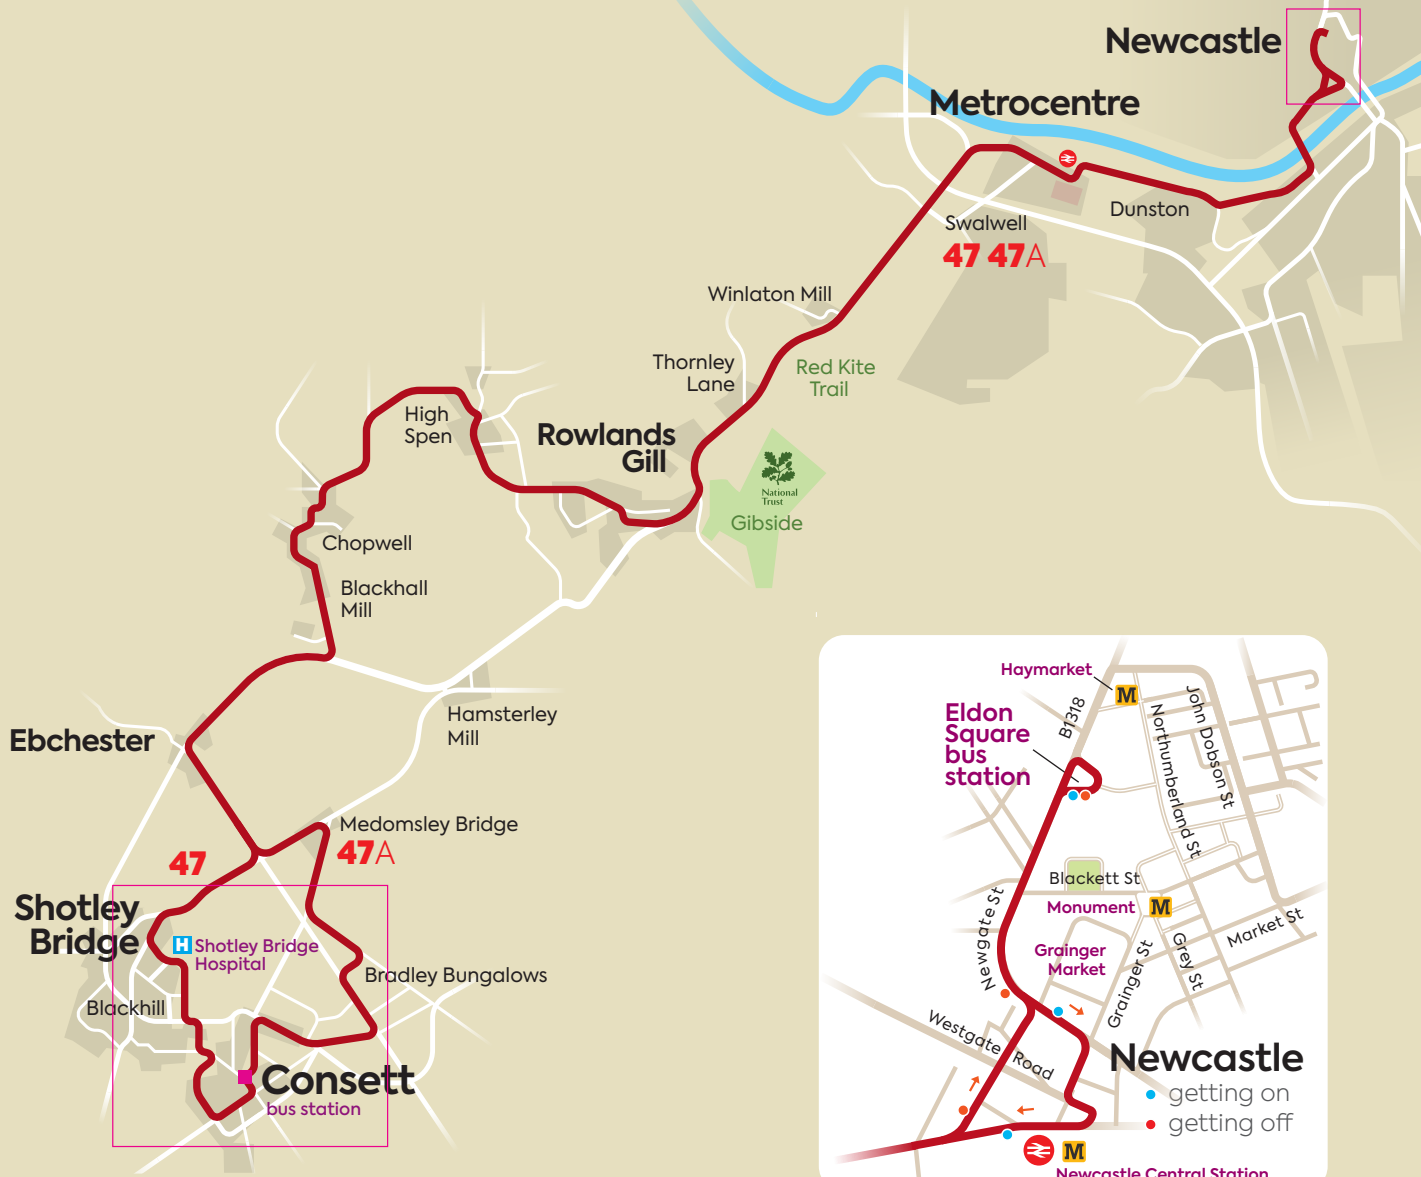 Newcastle
Metrocentre
Dunston
Swalwell
47 47A
Winlaton Mill
Thornley
Lane
Red Kite
Trail
High
Spen
Rowlands
Gill
National
Trust
Gibside
Chopwell
Blackhall
Mill
Hamsterley
Mill
Ebchester
Medomsley Bridge
47A
47
Shotley
Bridge
H
Shotley Bridge
Hospital
Bradley Bungalows
Blackhill
Consett
bus station
Haymarket
M
Eldon
Square
bus
station
B1318
Northumberland St
John Dobson St
Blackett St
Monument
M
Newgate St
Grainger
Market
Grainger St
Grey St
Market St
Westgate Road
Newcastle
getting on
getting off
M
Newcastle Central Station